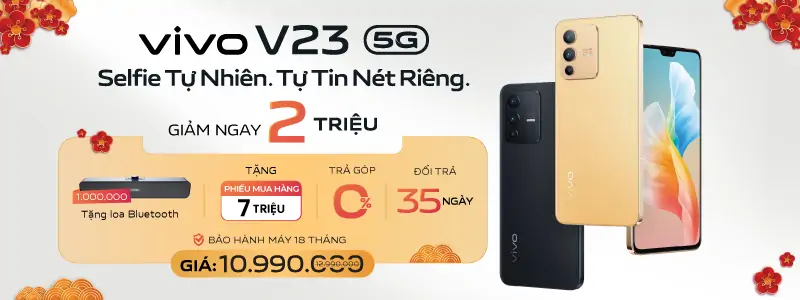 vivo V23 5G
Selfie Tự Nhiên. Tự Tin Nét Riêng.
GIẢM NGAY 2 TRIỆU
1.000.000
Tặng loa Bluetooth
TẶNG
PHIẾU MUA HÀNG
7 TRIỆU
TRẢ GÓP
0%
ĐỔI TRẢ
35 NGÀY
BẢO HÀNH MÁY 18 THÁNG
GIÁ: 10.990.000
12.990.000
vivo
vivo